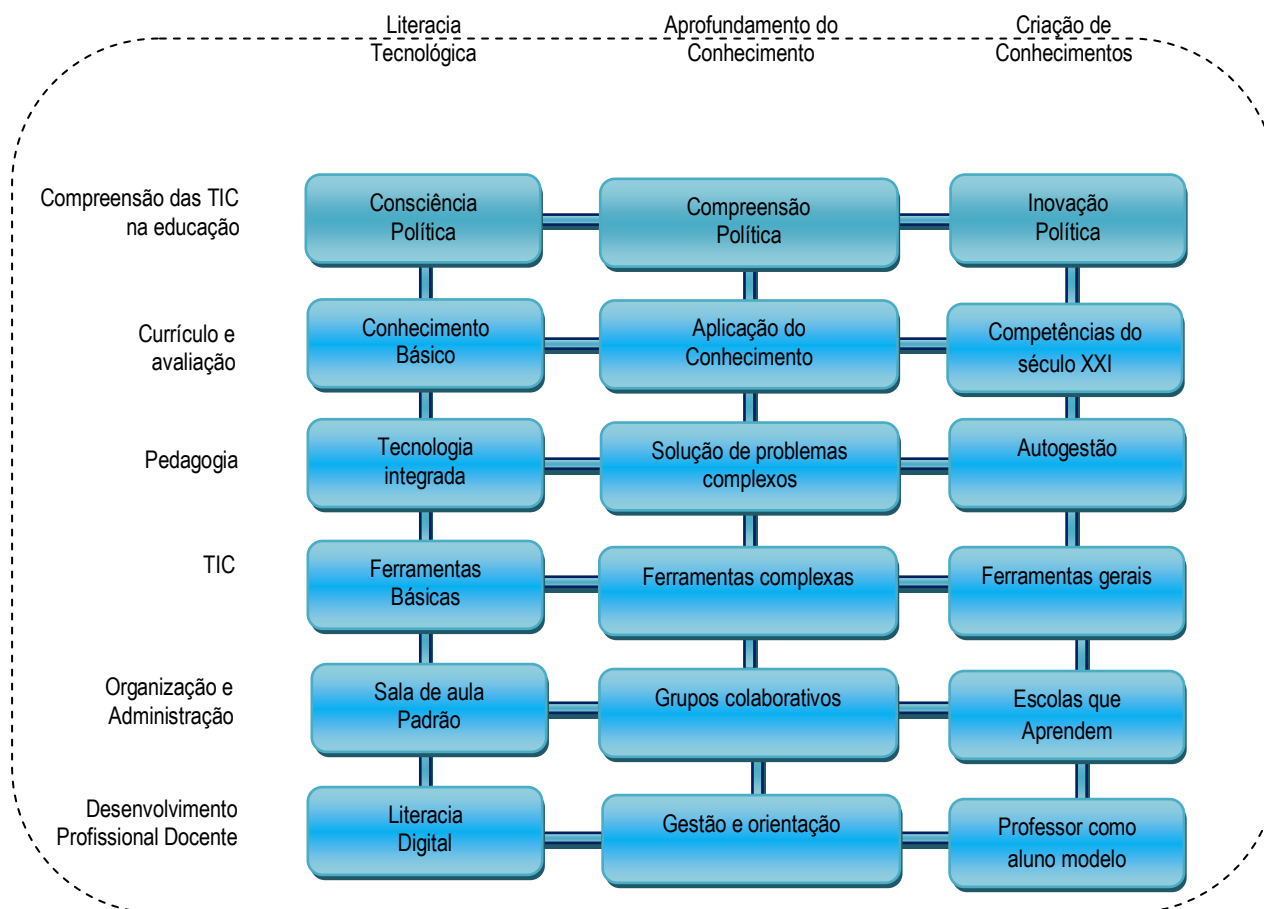 Literacia
Tecnológica
Aprofundamento do
Conhecimento
Criação de
Conhecimentos
Compreensão das TIC
na educação
Consciência
Política
Compreensão
Política
Inovação
Política
Currículo e
avaliação
Conhecimento
Básico
Aplicação do
Conhecimento
Competências do
século XXI
Pedagogia
Tecnologia
integrada
Solução de problemas
complexos
Autogestão
TIC
Ferramentas
Básicas
Ferramentas complexas
Ferramentas gerais
Organização e
Administração
Sala de aula
Padrão
Grupos colaborativos
Escolas que
Aprendem
Desenvolvimento
Profissional Docente
Literacia
Digital
Gestão e orientação
Professor como
aluno modelo